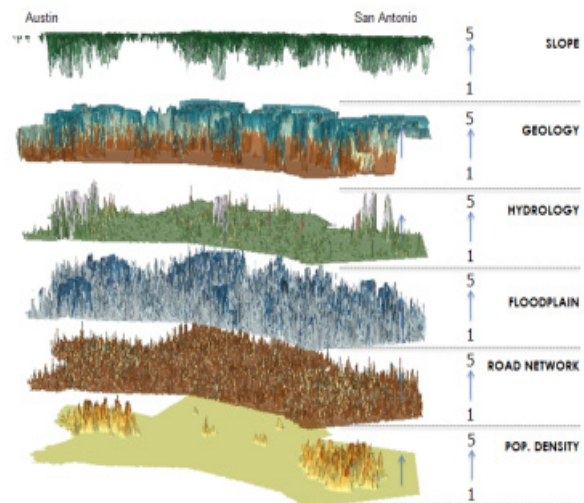 Austin San Antonio
5
SLOPE
1
5
GEOLOGY
1
5
HYDROLOGY
1
5
FLOODPLAIN
1
5
ROAD NETWORK
1
5
POP. DENSITY
1